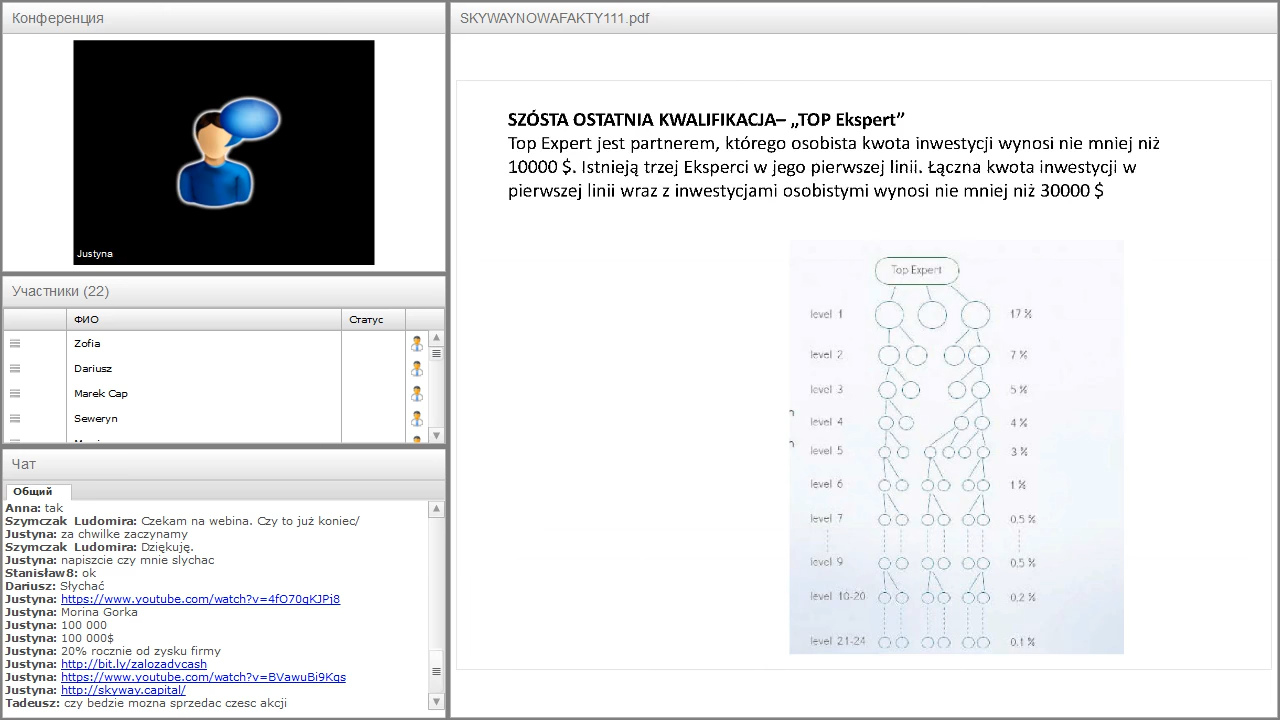 Конференция
Justyna
Участники (22)
ФИО
Статус
Zofia
Dariusz
Marek Cap
Seweryn
Чат
Общий
Anna: tak
Szymczak Ludomira: Czekam na webina. Czy to już koniec/
Justyna: za chwilke zaczynamy
Szymczak Ludomira: Dziękuję.
Justyna: napiszcie czy mnie slychac
Stanisław8: ok
Dariusz: Słychać
Justyna: https://www.youtube.com/watch?v=4fO70gKJPj8
Justyna: Morina Gorka
Justyna: 100 000
Justyna: 100 000$
Justyna: 20% rocznie od zysku firmy
Justyna: http://bit.ly/zalozadvcash
Justyna: https://www.youtube.com/watch?v=BVawuBi9Kqs
Justyna: http://skyway.capital/
Tadeusz: czy bedzie mozna sprzedac czesc akcji
SKYWAYNOWAFAKTY111.pdf
SZÓSTA OSTATNIA KWALIFIKACJA– „TOP Ekspert”
Top Expert jest partnerem, którego osobista kwota inwestycji wynosi nie mniej niż
10000 $. Istnieją trzej Eksperci w jego pierwszej linii. Łączna kwota inwestycji w
pierwszej linii wraz z inwestycjami osobistymi wynosi nie mniej niż 30000 $
Top Expert
level 1 17 %
level 2 7 %
level 3 5 %
level 4 4 %
level 5 3 %
level 6 1 %
level 7 0.5 %
level 9 0.5 %
level 10-20 0.2 %
level 21-24 0.1 %